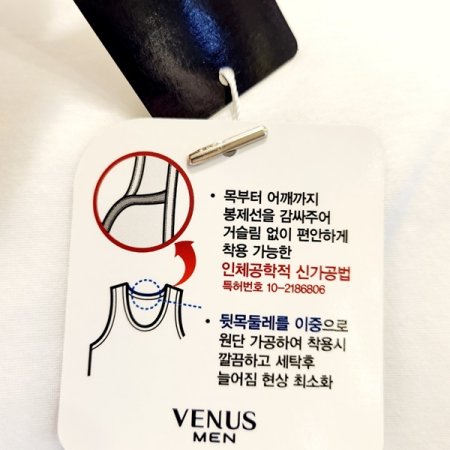 • 목부터 어깨까지
봉제선을 감싸주어
거슬림 없이 편안하게
착용 가능한
인체공학적 신가공법
특허번호 10-2186806
• 뒷목둘레를 이중으로
원단 가공하여 착용시
깔끔하고 세탁후
늘어짐 현상 최소화
VENUS
MEN